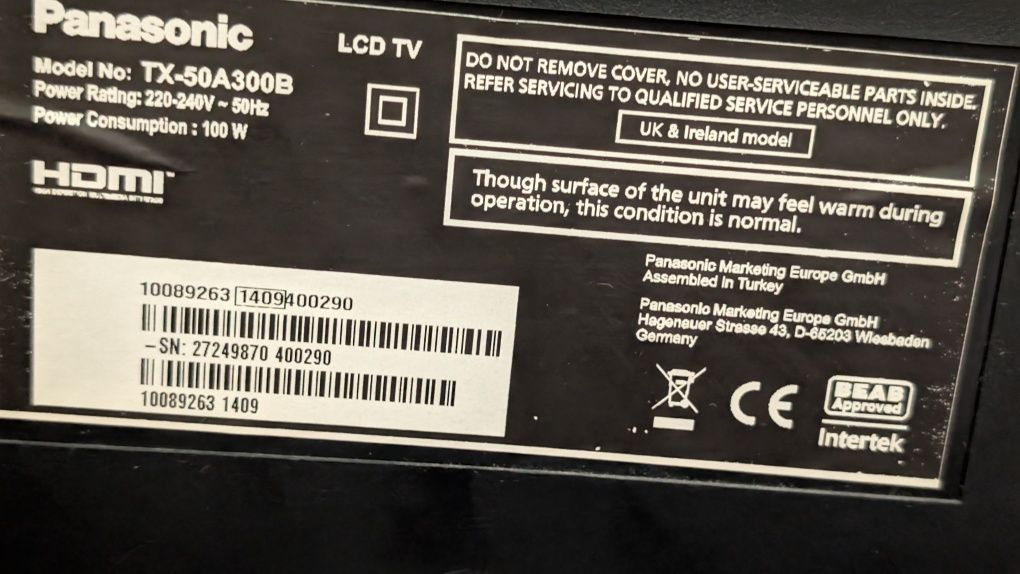 Panasonic
LCD TV
Model No: TX-50A300B
Power Rating: 220-240V ~ 50Hz
Power Consumption : 100 W
HDMI™
DO NOT REMOVE COVER, NO USER-SERVICEABLE PARTS INSIDE.
REFER SERVICING TO QUALIFIED SERVICE PERSONNEL ONLY.
UK & Ireland model
Though surface of the unit may feel warm during
operation, this condition is normal.
Panasonic Marketing Europe GmbH
Assembled in Turkey
Panasonic Marketing Europe GmbH
Hagenauer Strasse 43, D-65203 Wiesbaden
Germany
10089263 1409400290
–SN: 27249870 400290
10089263 1409
CE
BEAB
Approved
Intertek